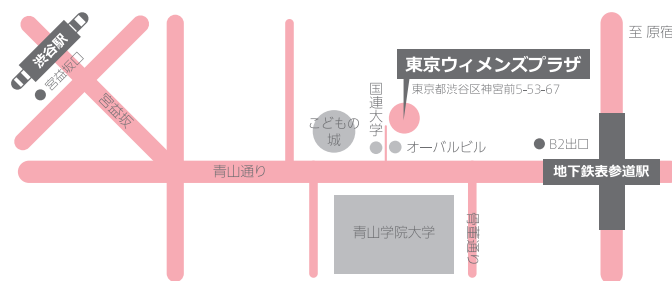 渋谷駅
宮益坂口
宮益坂
至 原宿
東京ウィメンズプラザ
東京都渋谷区神宮前5-53-67
国連大学
こどもの
城
オーバルビル
B2出口
青山通り
地下鉄表参道駅
青山学院大学
骨董通り